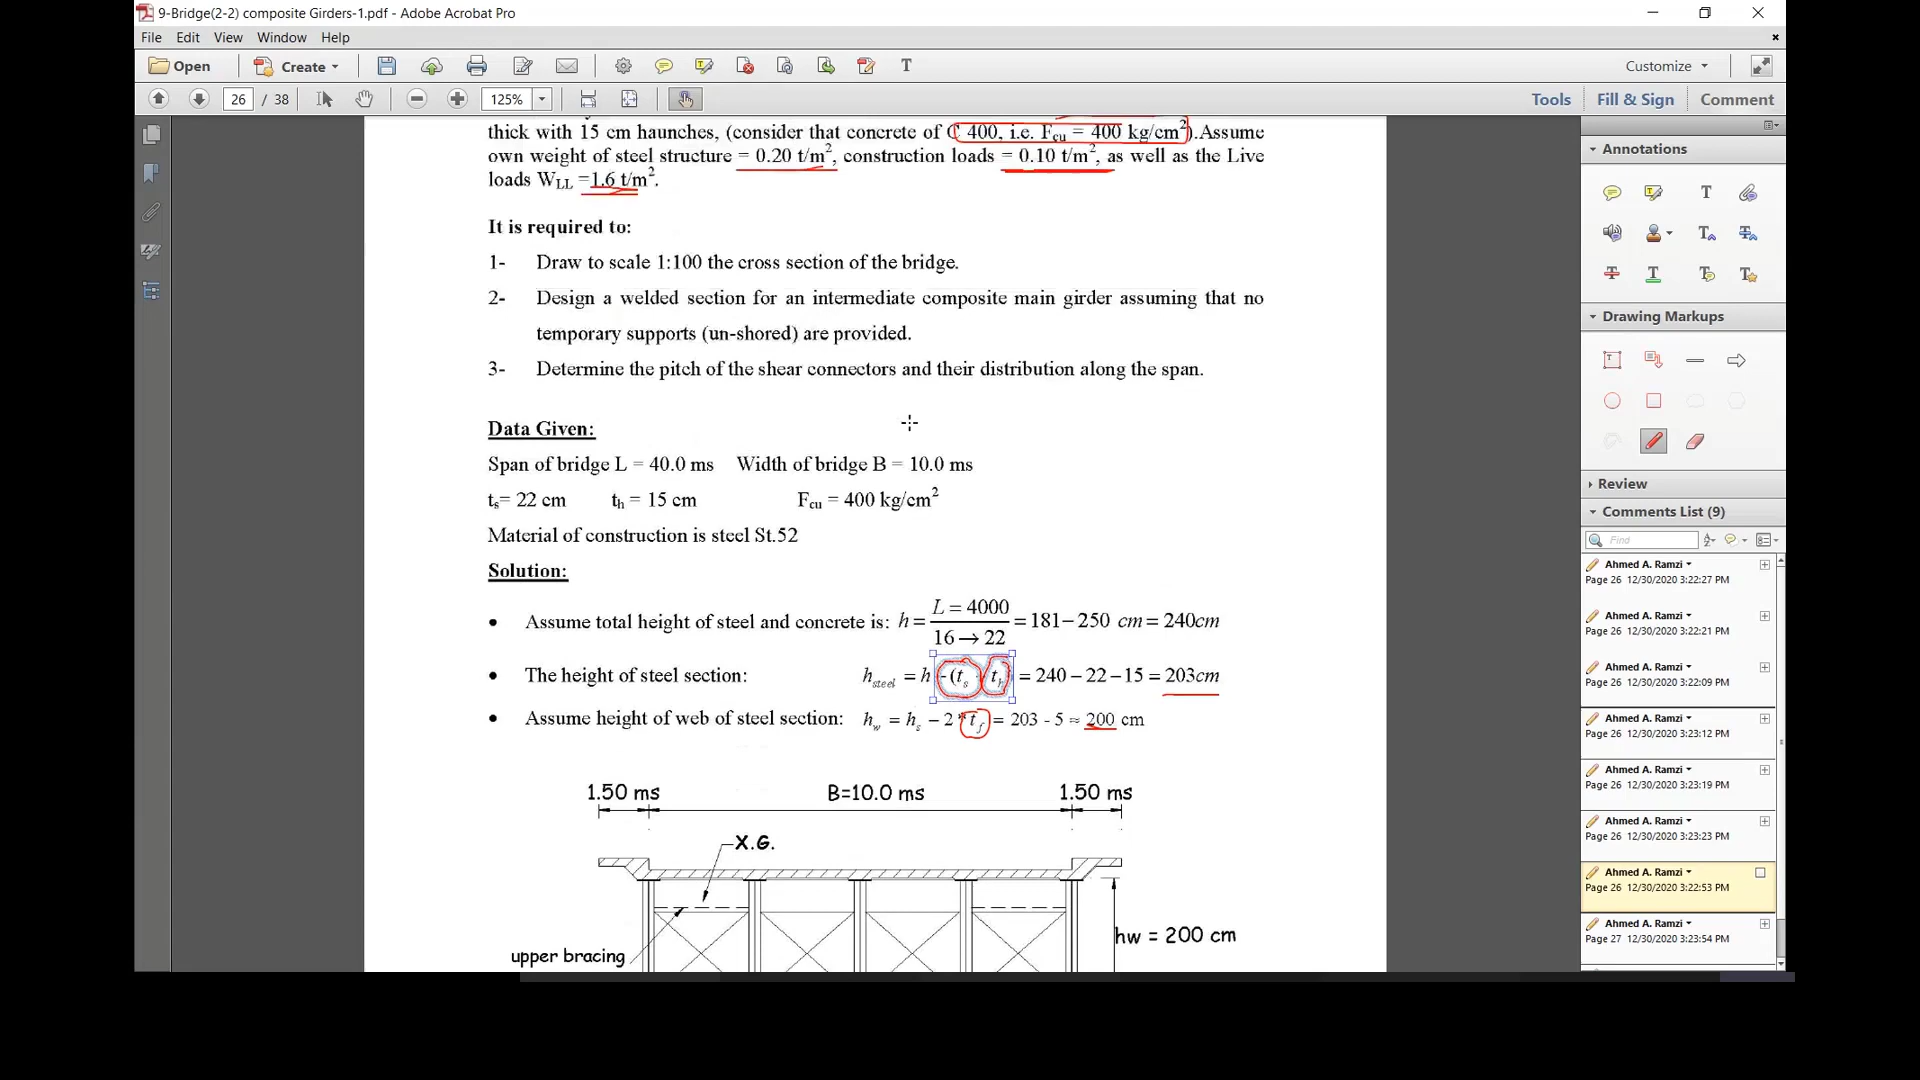 9-Bridge(2-2) composite Girders-1.pdf - Adobe Acrobat Pro
File Edit View Window Help
Open Create Customize
26 / 38 125% Tools Fill & Sign Comment
thick with 15 cm haunches, (consider that concrete of C 400, i.e. Fcu = 400 kg/cm²).Assume
own weight of steel structure = 0.20 t/m², construction loads = 0.10 t/m², as well as the Live
loads WLL =1.6 t/m².
It is required to:
1- Draw to scale 1:100 the cross section of the bridge.
2- Design a welded section for an intermediate composite main girder assuming that no
temporary supports (un-shored) are provided.
3- Determine the pitch of the shear connectors and their distribution along the span.
Data Given:
Span of bridge L = 40.0 ms Width of bridge B = 10.0 ms
ts= 22 cm th = 15 cm Fcu = 400 kg/cm²
Material of construction is steel St.52
Solution:
• Assume total height of steel and concrete is: h = L = 4000 / 16 → 22 = 181 − 250 cm = 240cm
• The height of steel section: hsteel = h - (ts th = 240 − 22 − 15 = 203cm
• Assume height of web of steel section: hw = hs − 2 * tf = 203 - 5 ≈ 200 cm
1.50 ms B=10.0 ms 1.50 ms
X.G.
hw = 200 cm
upper bracing
Annotations
Drawing Markups
Review
Comments List (9)
Find
Ahmed A. Ramzi
Page 26 12/30/2020 3:22:27 PM
Ahmed A. Ramzi
Page 26 12/30/2020 3:22:21 PM
Ahmed A. Ramzi
Page 26 12/30/2020 3:22:09 PM
Ahmed A. Ramzi
Page 26 12/30/2020 3:23:12 PM
Ahmed A. Ramzi
Page 26 12/30/2020 3:23:19 PM
Ahmed A. Ramzi
Page 26 12/30/2020 3:23:23 PM
Ahmed A. Ramzi
Page 26 12/30/2020 3:22:53 PM
Ahmed A. Ramzi
Page 27 12/30/2020 3:23:54 PM